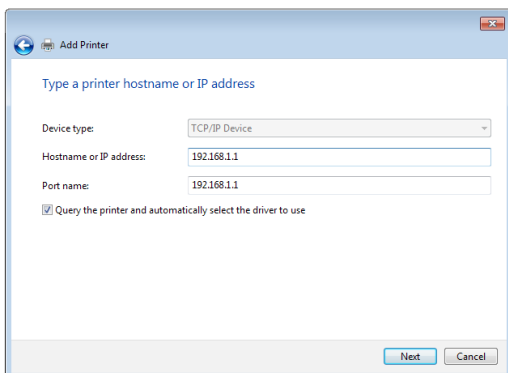 Add Printer
Type a printer hostname or IP address
Device type: TCP/IP Device
Hostname or IP address: 192.168.1.1
Port name: 192.168.1.1
Query the printer and automatically select the driver to use
Next Cancel